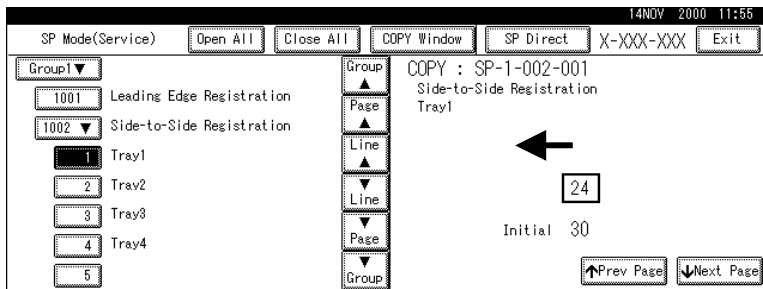 14NOV 2000 11:55
SP Mode(Service) Open All Close All COPY Window SP Direct X-XXX-XXX Exit
Group1▼
1001 Leading Edge Registration
1002 ▼ Side-to-Side Registration
1 Tray1
2 Tray2
3 Tray3
4 Tray4
5
Group ▲
Page ▲
Line ▲
▼ Line
▼ Page
▼ Group
COPY : SP-1-002-001
Side-to-Side Registration
Tray1
24
Initial 30
↑Prev Page ↓Next Page